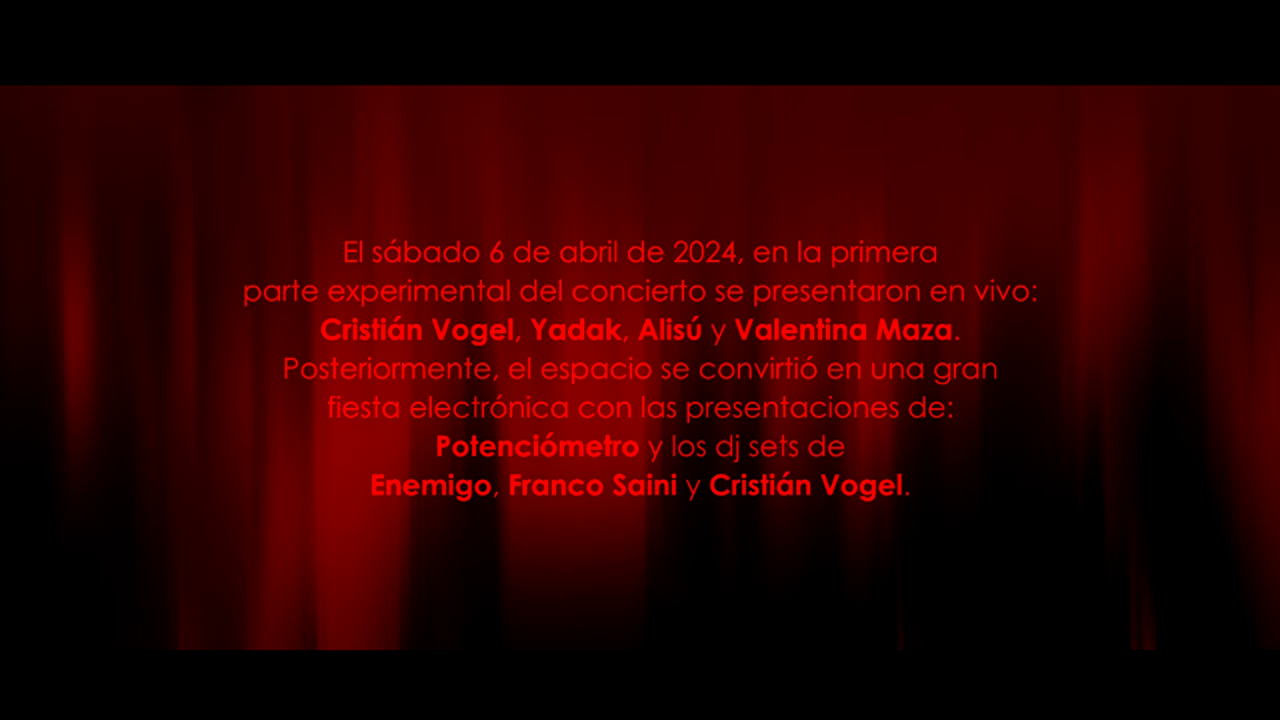 El sábado 6 de abril de 2024, en la primera
parte experimental del concierto se presentaron en vivo:
Cristián Vogel, Yadak, Alisú y Valentina Maza.
Posteriormente, el espacio se convirtió en una gran
fiesta electrónica con las presentaciones de:
Potenciómetro y los dj sets de
Enemigo, Franco Saini y Cristián Vogel.